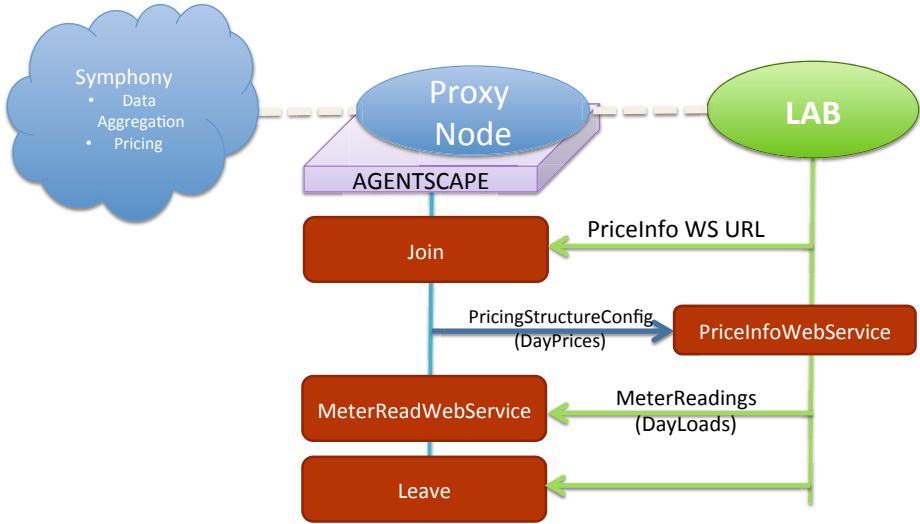 Symphony
• Data
Aggregation
• Pricing
Proxy
Node
LAB
AGENTSCAPE
Join
PriceInfo WS URL
PricingStructureConfig
(DayPrices)
PriceInfoWebService
MeterReadWebService
MeterReadings
(DayLoads)
Leave